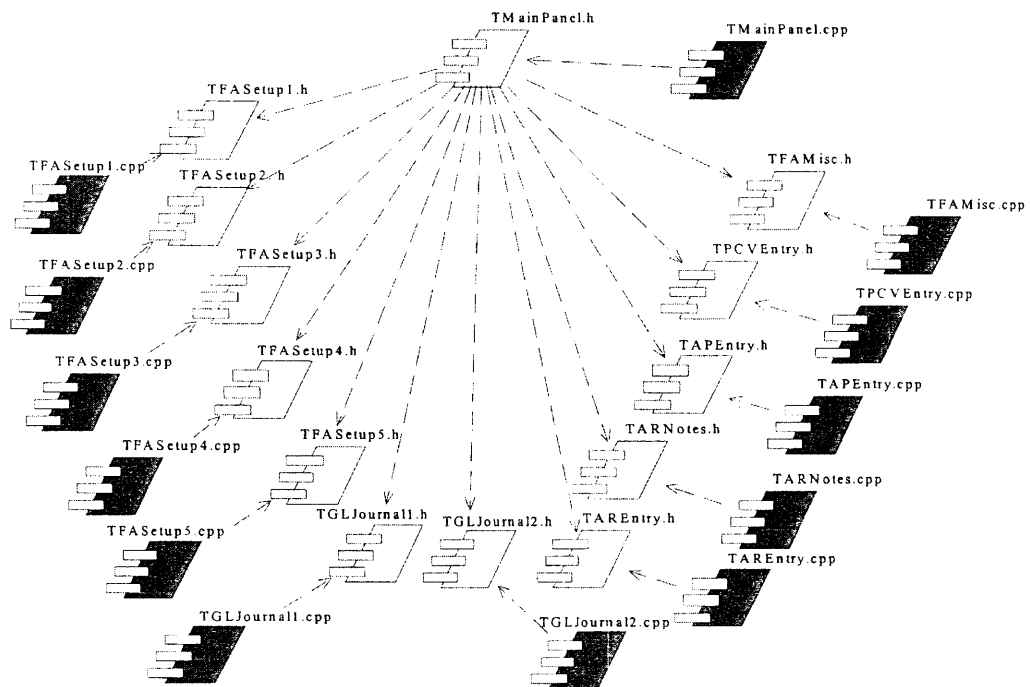 TMainPanel.h
TMainPanel.cpp
TFASetup1.h
TFASetup1.cpp
TFASetup2.h
TFAMisc.h
TFAMisc.cpp
TFASetup2.cpp
TFASetup3.h
TPCVEntry.h
TPCVEntry.cpp
TFASetup3.cpp
TFASetup4.h
TAPEntry.h
TAPEntry.cpp
TFASetup4.cpp
TFASetup5.h
TARNotes.h
TARNotes.cpp
TFASetup5.cpp
TGLJournal1.h
TGLJournal2.h
TAREntry.h
TAREntry.cpp
TGLJournal1.cpp
TGLJournal2.cpp